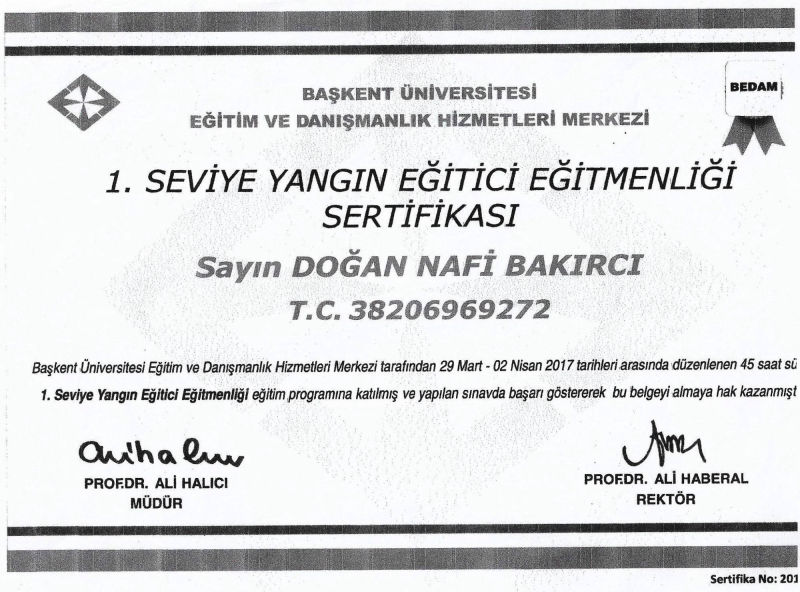 BAŞKENT ÜNİVERSİTESİ
EĞİTİM VE DANIŞMANLIK HİZMETLERİ MERKEZİ
BEDAM
1. SEVİYE YANGIN EĞİTİCİ EĞİTMENLİĞİ
SERTİFİKASI
Sayın DOĞAN NAFİ BAKIRCI
T.C. 38206969272
Başkent Üniversitesi Eğitim ve Danışmanlık Hizmetleri Merkezi tarafından 29 Mart - 02 Nisan 2017 tarihleri arasında düzenlenen 45 saat sü
1. Seviye Yangın Eğitici Eğitmenliği eğitim programına katılmış ve yapılan sınavda başarı göstererek bu belgeyi almaya hak kazanmışt
PROF.DR. ALİ HALICI
MÜDÜR
PROF.DR. ALİ HABERAL
REKTÖR
Sertifika No: 201